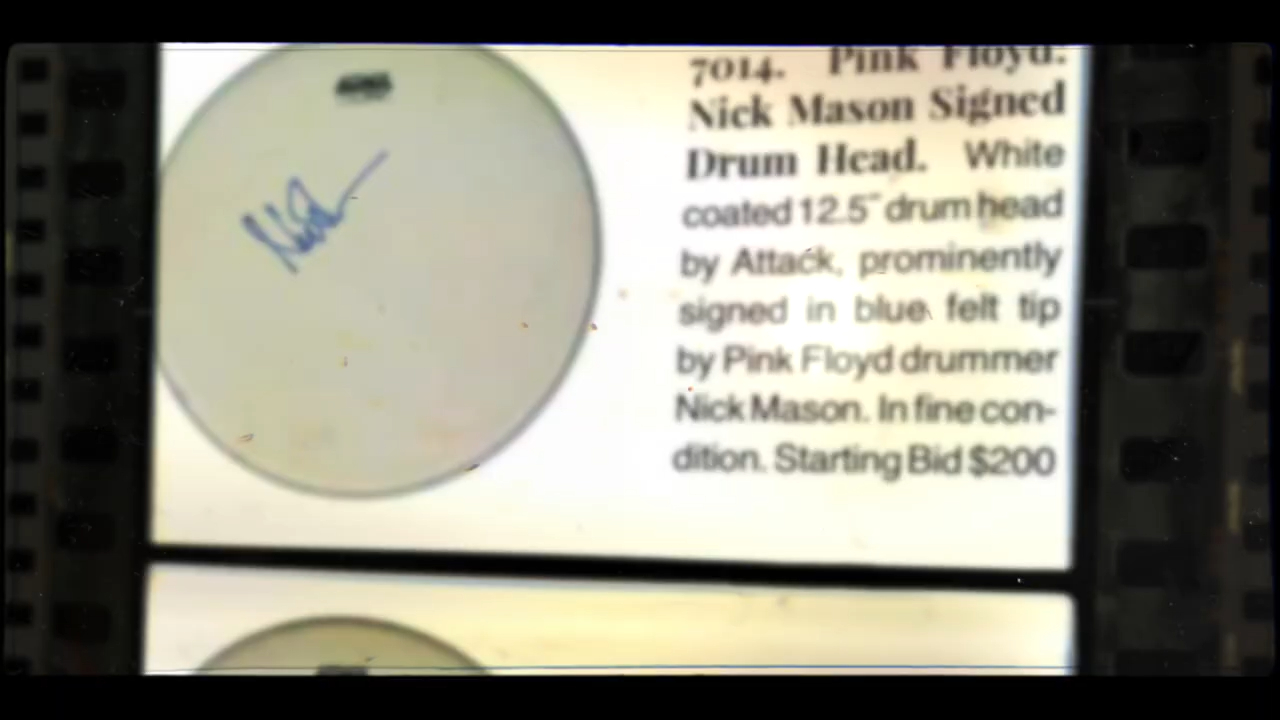 7014. Pink Floyd.
Nick Mason Signed
Drum Head. White
coated 12.5" drum head
by Attack, prominently
signed in blue felt tip
by Pink Floyd drummer
Nick Mason. In fine con-
dition. Starting Bid $200